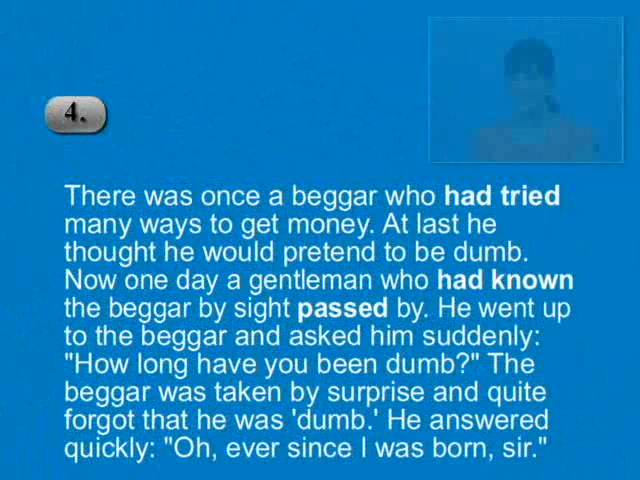 4.
There was once a beggar who had tried
many ways to get money. At last he
thought he would pretend to be dumb.
Now one day a gentleman who had known
the beggar by sight passed by. He went up
to the beggar and asked him suddenly:
"How long have you been dumb?" The
beggar was taken by surprise and quite
forgot that he was 'dumb.' He answered
quickly: "Oh, ever since I was born, sir."